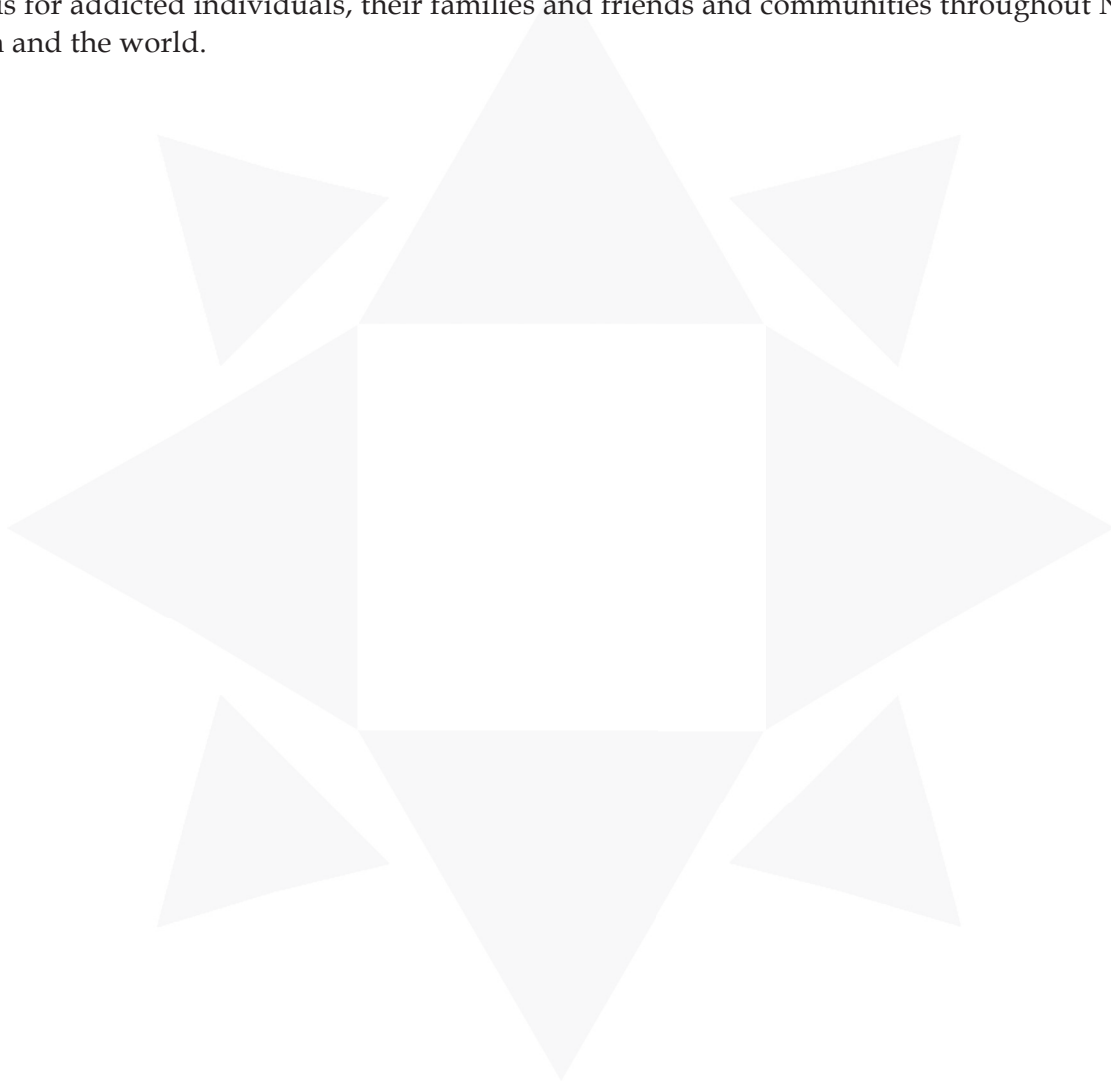 for addicted individuals, their families and friends and communities throughout
and the world.